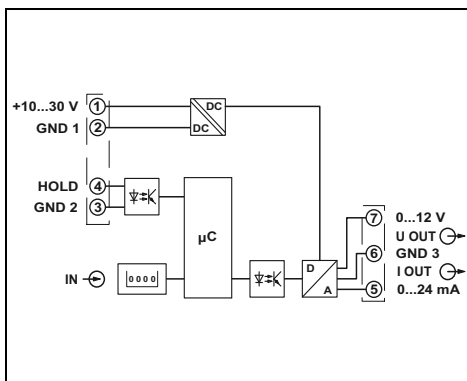 +10...30 V 1
GND 1 2
DC
DC
HOLD 4
GND 2 3
µC
IN
0000
D
A
7 0...12 V
U OUT
6 GND 3
I OUT
5 0...24 mA